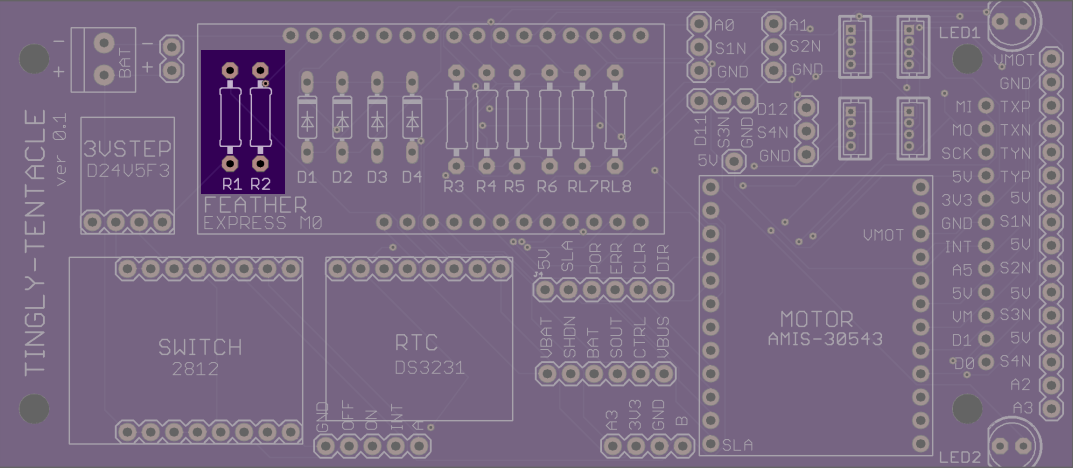 TINGLY-TENTACLE
ver 0.1
- +
BAT
- +
3VSTEP
D24V5F3
R1 R2 D1 D2 D3 D4 R3 R4 R5 R6 RL7 RL8
FEATHER
EXPRESS M0
A0
S1N
GND
A1
S2N
GND
D11 S3N GND
D12
S4N
GND
5V
LED1
VMOT
GND
MI TXP
MO TXN
SCK TYN
5V TYP
3V3 5V
GND S1N
INT 5V
A5 S2N
5V 5V
VM S3N
D1 5V
D0 S4N
A2
A3
LED2
SWITCH
2812
RTC
DS3231
GND OFF ON INT A
J4
5V SLA POR ERR CLR DIR
VBAT SHDN BAT SOUT CTRL VBUS
A3 3V3 GND B
VMOT
MOTOR
AMIS-30543
SLA